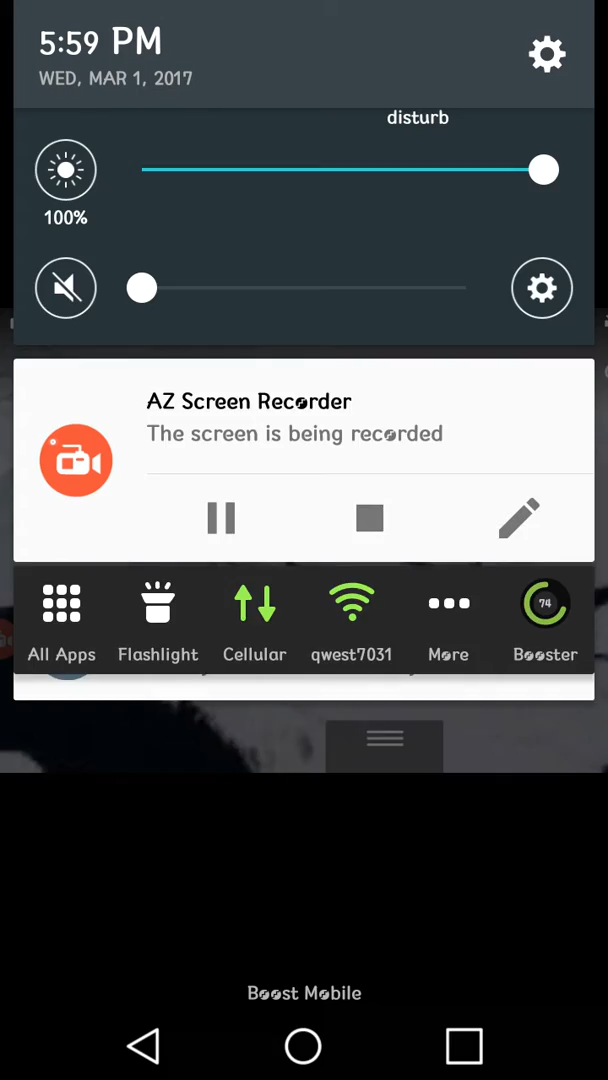 5:59 PM
WED, MAR 1, 2017
disturb
100%
AZ Screen Recorder
The screen is being recorded
All Apps
Flashlight
Cellular
qwest7031
More
74
Booster
Boost Mobile